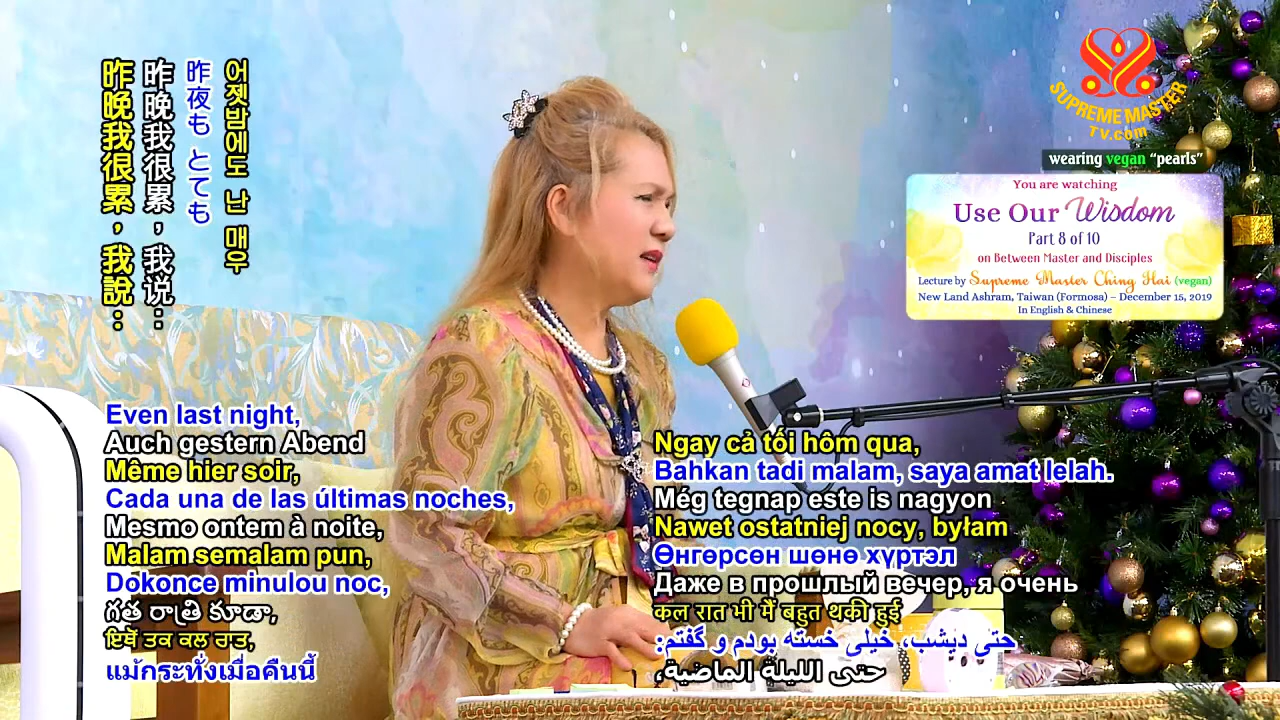 어젯밤에도 난 매우
昨夜も とても
昨晚我很累，我说：
昨晚我很累，我說：
SUPREME MASTER
TV.com
wearing vegan “pearls”
You are watching
Use Our Wisdom
Part 8 of 10
on Between Master and Disciples
Lecture by Supreme Master Ching Hai (vegan)
New Land Ashram, Taiwan (Formosa) – December 15, 2019
In English & Chinese
Even last night,
Auch gestern Abend
Même hier soir,
Cada una de las últimas noches,
Mesmo ontem à noite,
Malam semalam pun,
Dokonce minulou noc,
గత రాత్రి కూడా,
ਇਥੋਂ ਤਕ ਕਲ ਰਾਤ,
แม้กระทั่งเมื่อคืนนี้
Ngay cả tối hôm qua,
Bahkan tadi malam, saya amat lelah.
Még tegnap este is nagyon
Nawet ostatniej nocy, byłam
Өнгөрсөн шөнө хүртэл
Даже в прошлый вечер, я очень
कल रात भी मैं बहुत थकी हुई
حتی دیشب، خیلی خسته بودم و گفتم:
حتى الليلة الماضية،